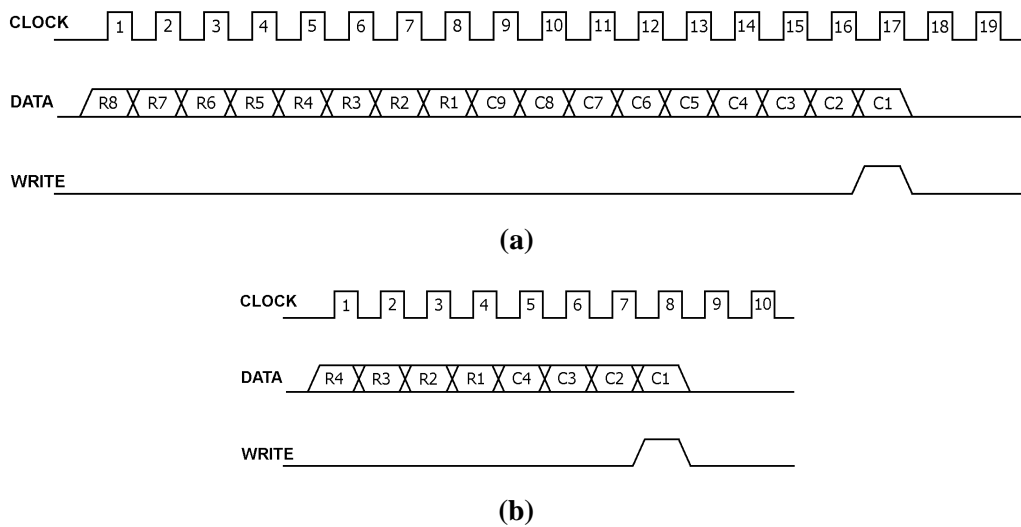 CLOCK 1 2 3 4 5 6 7 8 9 10 11 12 13 14 15 16 17 18 19
DATA R8 R7 R6 R5 R4 R3 R2 R1 C9 C8 C7 C6 C5 C4 C3 C2 C1
WRITE
(a)
CLOCK 1 2 3 4 5 6 7 8 9 10
DATA R4 R3 R2 R1 C4 C3 C2 C1
WRITE
(b)